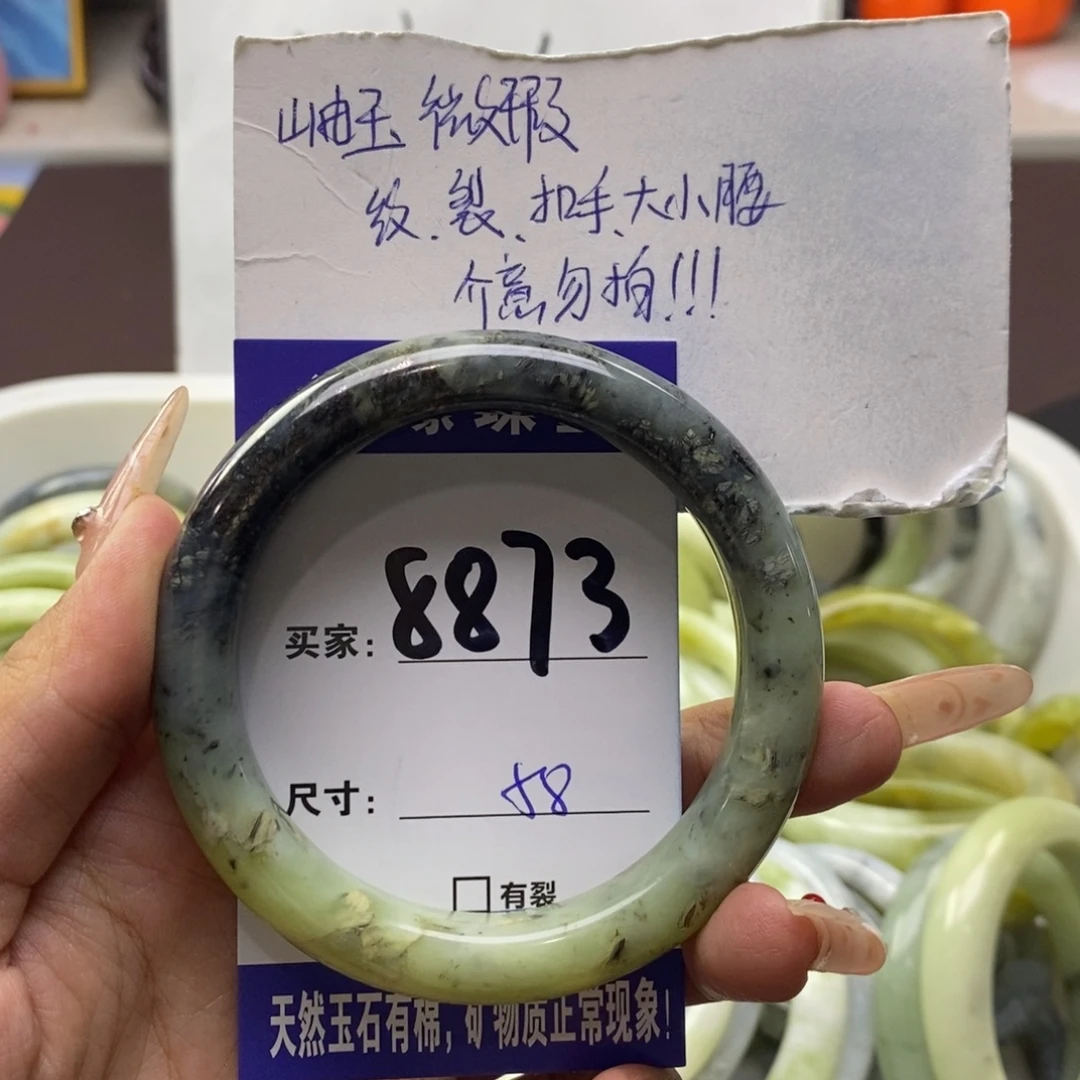 岫玉微瑕
纹.裂、扣手、大小腰
介意勿拍!!!
买家:8873
尺寸:58
□有裂
天然玉石有棉,矿物质正常现象!